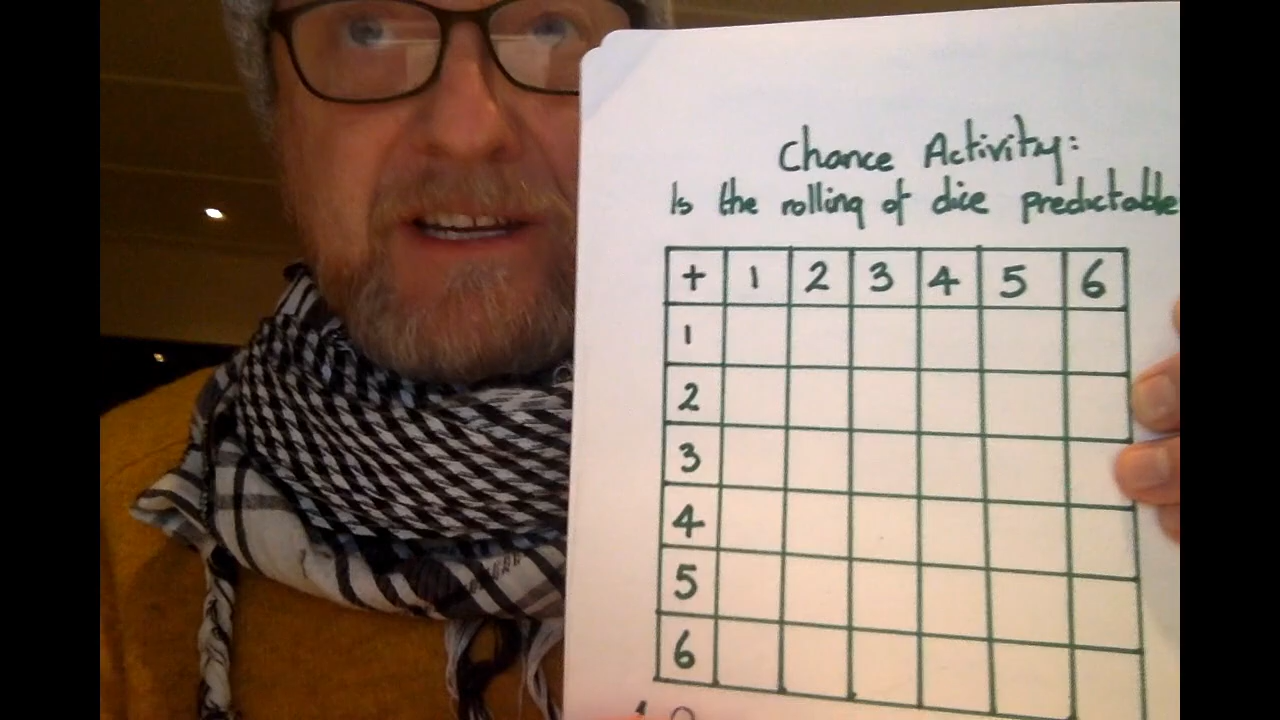 Chance Activity:
Is the rolling of dice predictable
+ 1 2 3 4 5 6
1
2
3
4
5
6